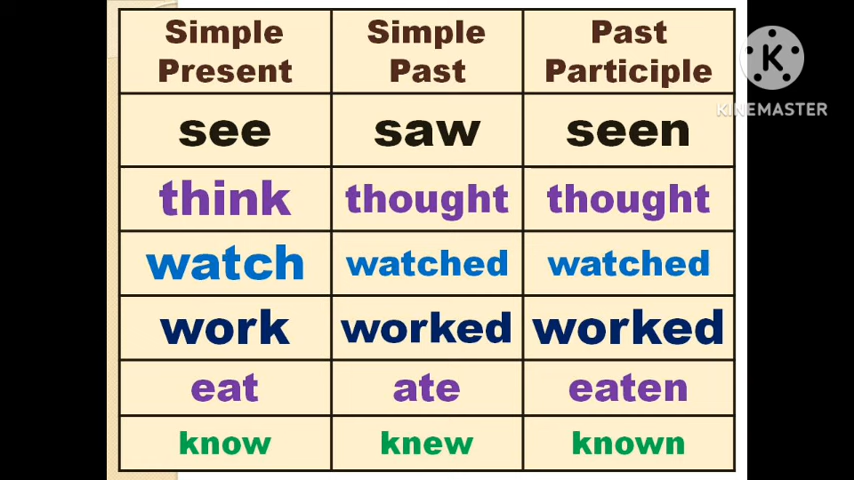 Simple Present Simple Past Past Participle
see saw seen
think thought thought
watch watched watched
work worked worked
eat ate eaten
know knew known
K
KINEMASTER